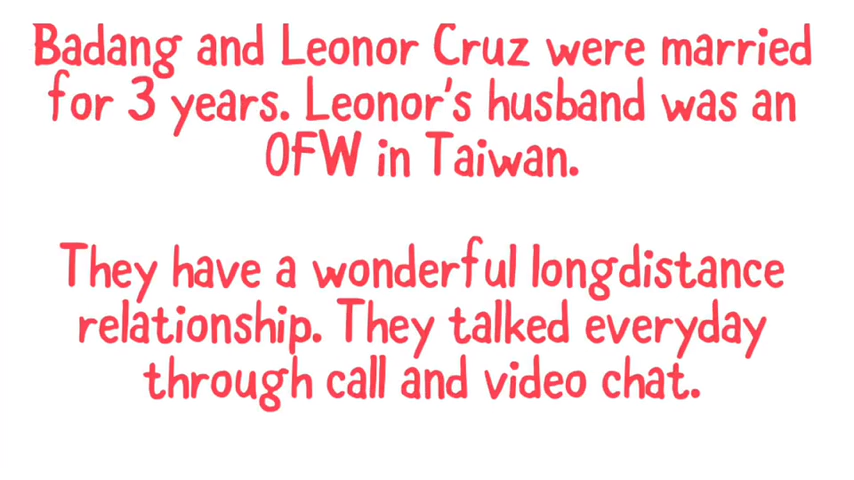 Badang and Leonor Cruz were married
for 3 years. Leonor's husband was an
OFW in Taiwan.
They have a wonderful longdistance
relationship. They talked everyday
through call and video chat.